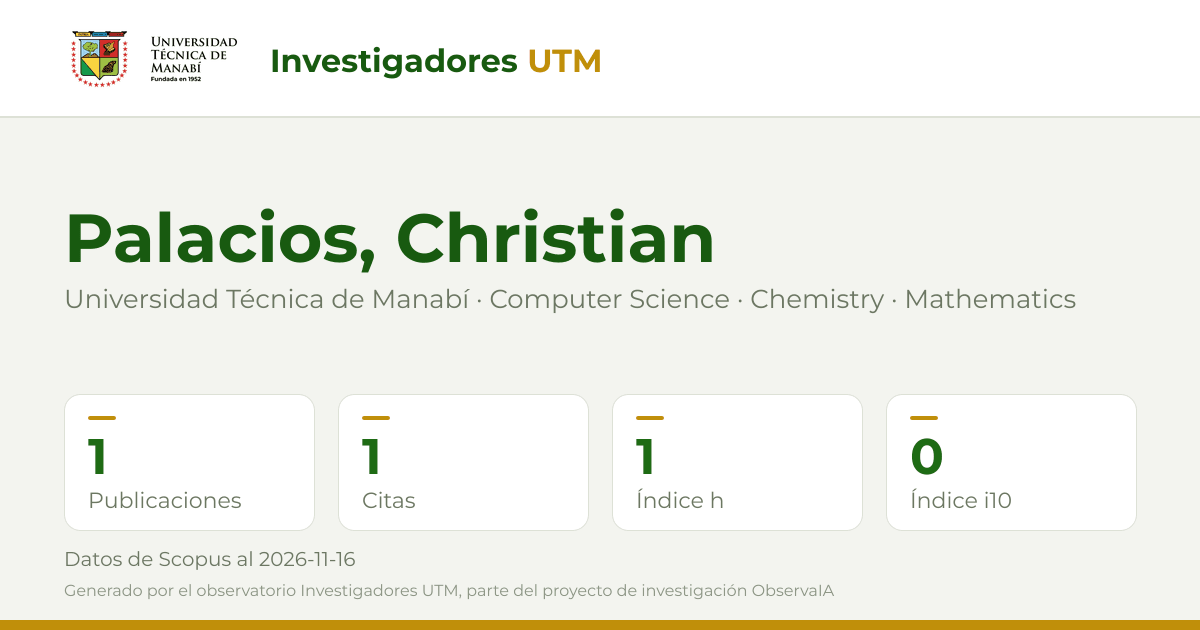 UNIVERSIDAD
TÉCNICA DE
MANABÍ
Fundada en 1952
Investigadores UTM
Palacios, Christian
Universidad Técnica de Manabí · Computer Science · Chemistry · Mathematics
1
Publicaciones
1
Citas
1
Índice h
0
Índice i10
Datos de Scopus al 2026-11-16
Generado por el observatorio Investigadores UTM, parte del proyecto de investigación ObservaIA